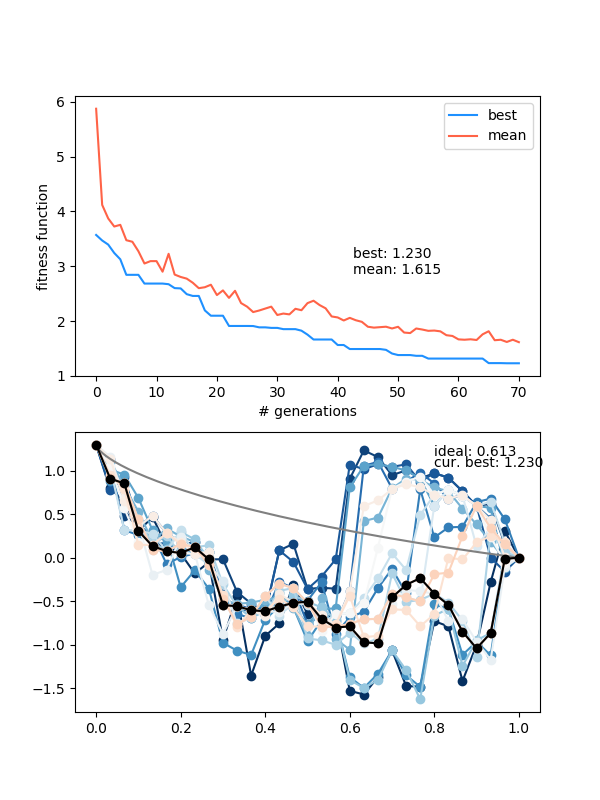 6
best
mean
5
fitness function
4
3
best: 1.230
mean: 1.615
2
1
0 10 20 30 40 50 60 70
# generations
ideal: 0.613
cur. best: 1.230
1.0
0.5
0.0
−0.5
−1.0
−1.5
0.0 0.2 0.4 0.6 0.8 1.0